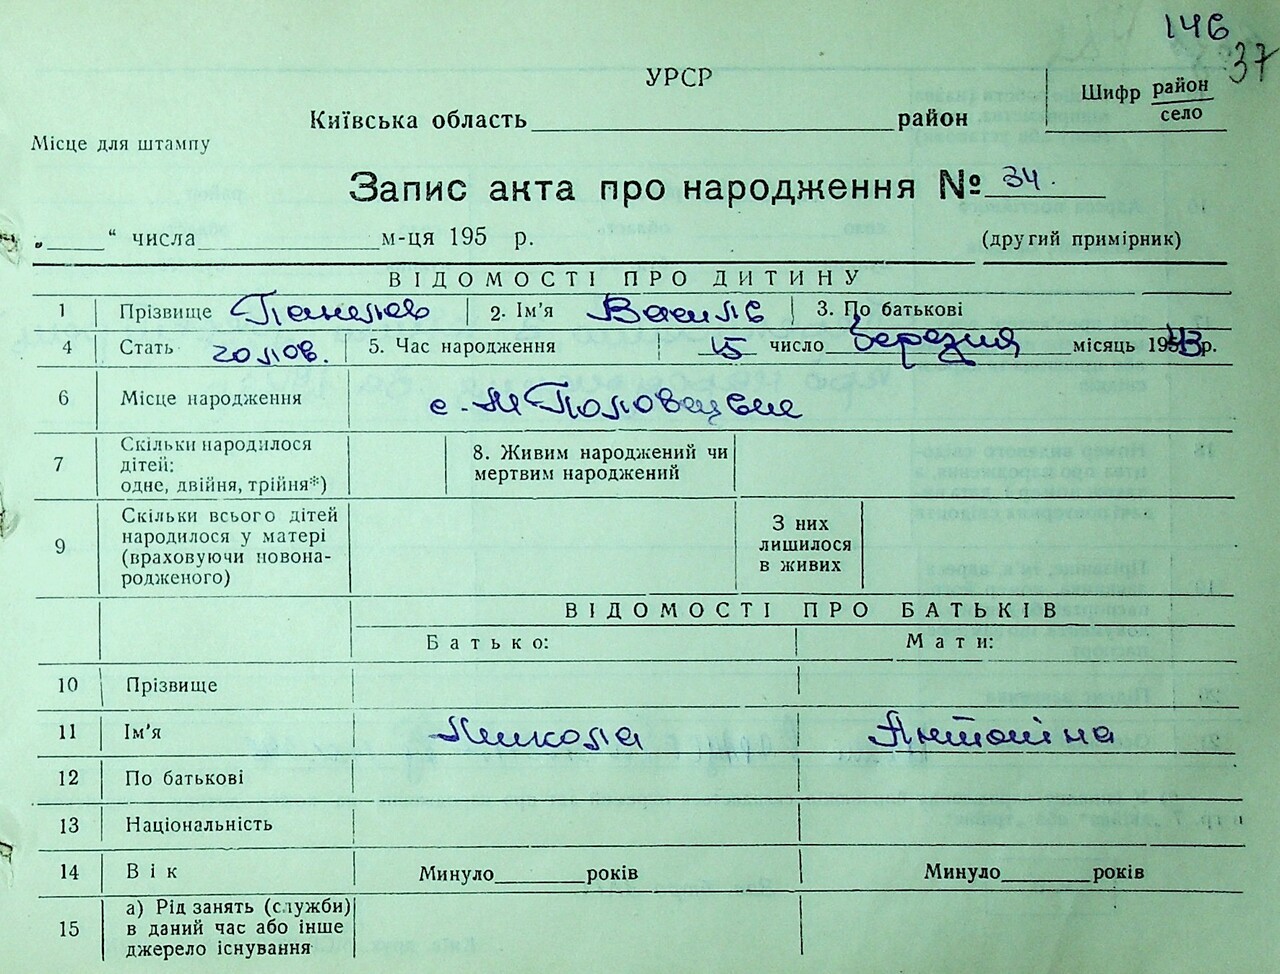 146
37
УРСР
Київська область район
Шифр район
село
Місце для штампу
Запис акта про народження № 34.
„ “ числа м-ця 195 р. (другий примірник)
ВІДОМОСТІ ПРО ДИТИНУ
1 Прізвище 2. Ім'я Василь 3. По батькові
4 Стать чолов. 5. Час народження 15 число березня місяць 1943 р.
6 Місце народження с. М Половецьке
7 Скільки народилося
дітей:
одне, двійня, трійня*)
8. Живим народжений чи
мертвим народжений
9 Скільки всього дітей
народилося у матері
(враховуючи новона-
родженого)
З них
лишилося
в живих
ВІДОМОСТІ ПРО БАТЬКІВ
Батько: Мати:
10 Прізвище
11 Ім'я Микола Антоніна
12 По батькові
13 Національність
14 Вік Минуло років Минуло років
15 а) Рід занять (служби)
в даний час або інше
джерело існування